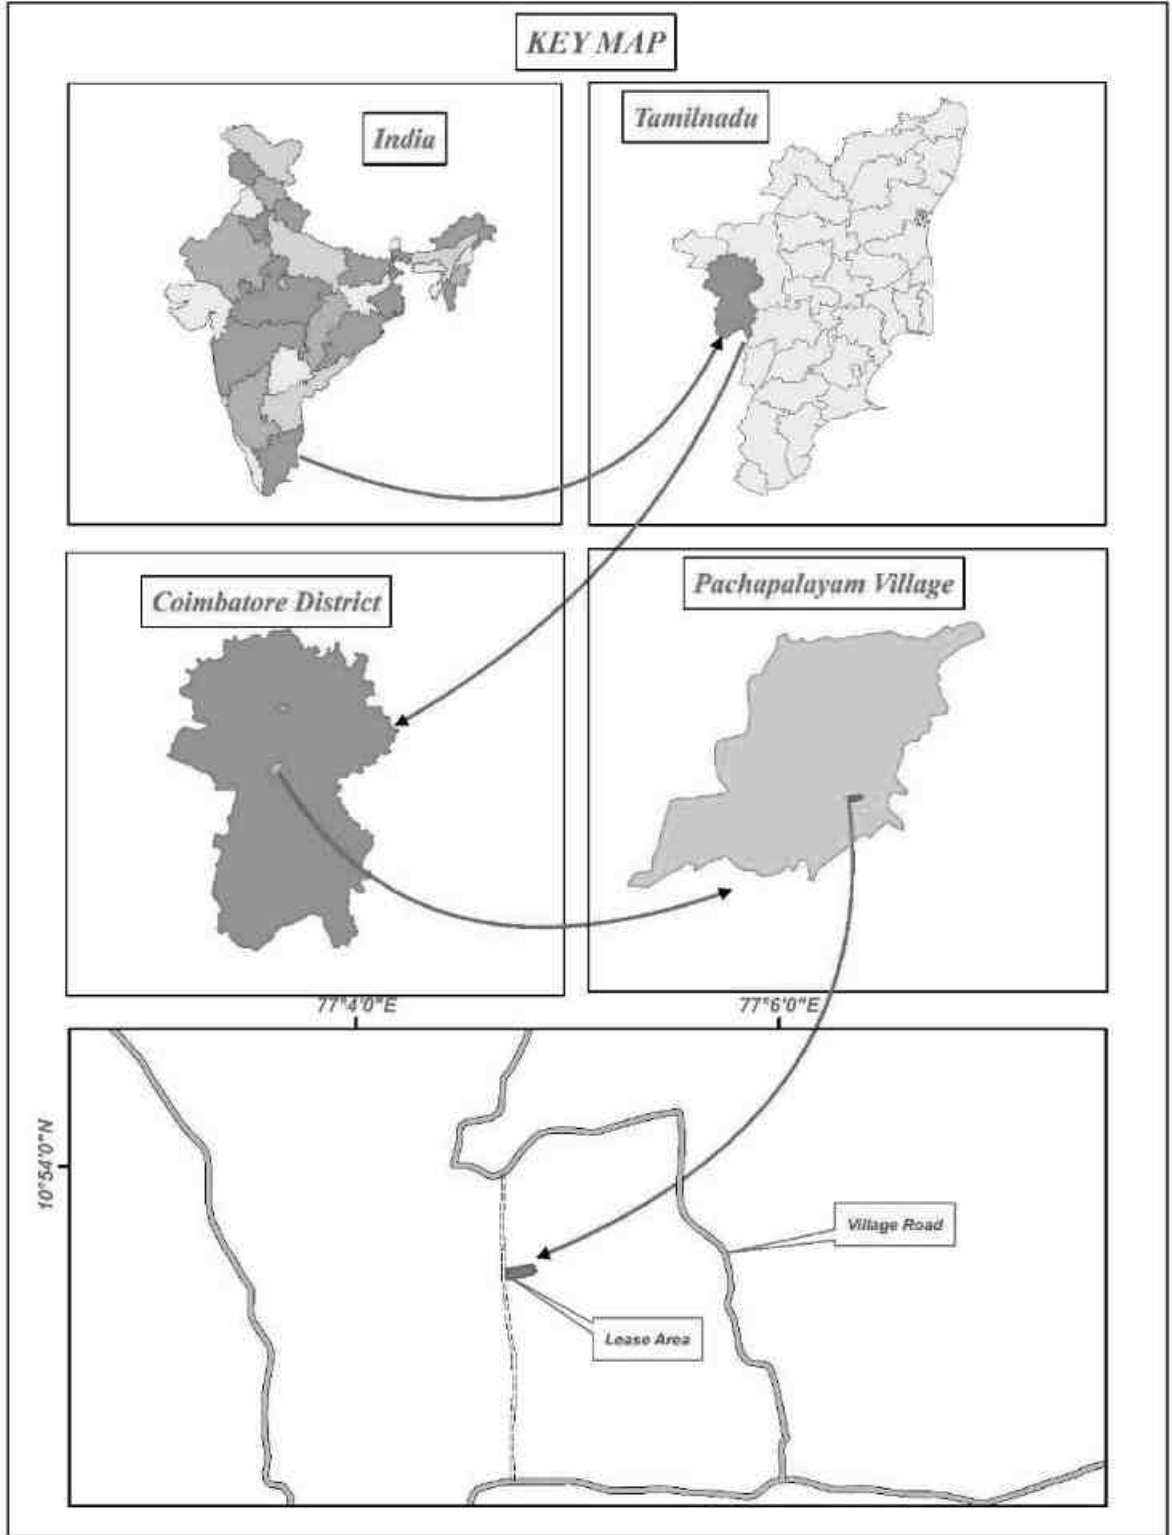 KEY MAP
India
Tamilnadu
Coimbatore District
Pachapalayam Village
77°4'0"E
77°6'0"E
10°54'0"N
Village Road
Lease Area